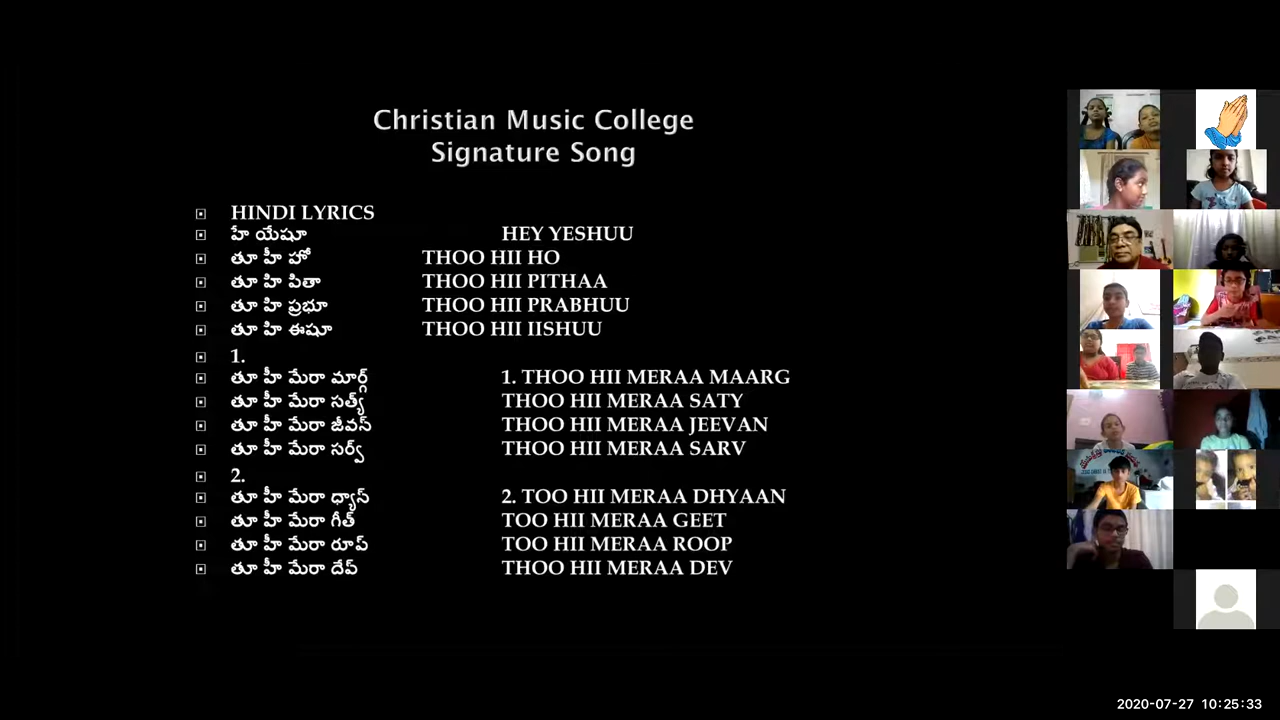 Christian Music College
Signature Song
HINDI LYRICS
హే యేషూ HEY YESHUU
తూ హీ హో THOO HII HO
తూ హి పితా THOO HII PITHAA
తూ హి ప్రభూ THOO HII PRABHUU
తూ హి ఈషూ THOO HII IISHUU
1.
తూ హీ మేరా మార్గ్ 1. THOO HII MERAA MAARG
తూ హీ మేరా సత్య్ THOO HII MERAA SATY
తూ హీ మేరా జీవన్ THOO HII MERAA JEEVAN
తూ హీ మేరా సర్వ్ THOO HII MERAA SARV
2.
తూ హీ మేరా ధ్యాన్ 2. TOO HII MERAA DHYAAN
తూ హీ మేరా గీత్ TOO HII MERAA GEET
తూ హీ మేరా రూప్ TOO HII MERAA ROOP
తూ హీ మేరా దేవ్ THOO HII MERAA DEV
2020-07-27 10:25:33